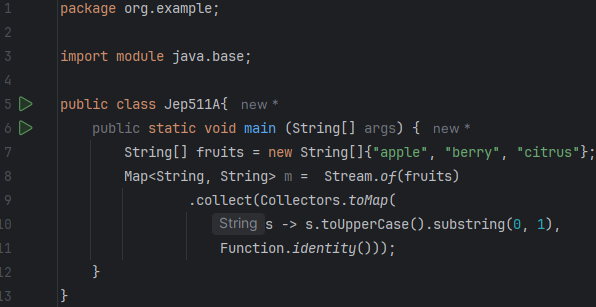 1 package org.example;
2
3 import module java.base;
4
5 public class Jep511A{ new *
6 public static void main (String[] args) { new *
7 String[] fruits = new String[]{"apple", "berry", "citrus"};
8 Map<String, String> m =  Stream.of(fruits)
9 .collect(Collectors.toMap(
10 String s -> s.toUpperCase().substring(0, 1),
11 Function.identity()));
12 }
13 }